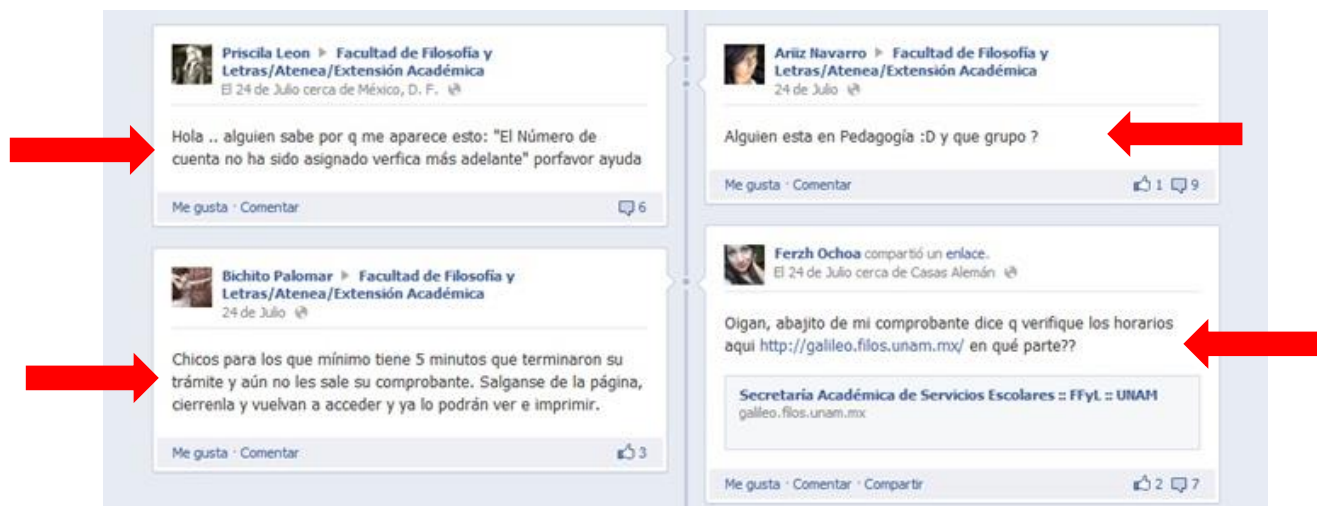 Priscila Leon ▶ Facultad de Filosofía y
Letras/Atenea/Extensión Académica
El 24 de Julio cerca de México, D. F.
Hola .. alguien sabe por q me aparece esto: "El Número de
cuenta no ha sido asignado verfica más adelante" porfavor ayuda
Me gusta · Comentar
6
Bichito Palomar ▶ Facultad de Filosofía y
Letras/Atenea/Extensión Académica
24 de Julio
Chicos para los que mínimo tiene 5 minutos que terminaron su
trámite y aún no les sale su comprobante. Salganse de la página,
cierrenla y vuelvan a acceder y ya lo podrán ver e imprimir.
Me gusta · Comentar
3
Ariiz Navarro ▶ Facultad de Filosofía y
Letras/Atenea/Extensión Académica
24 de Julio
Alguien esta en Pedagogía :D y que grupo ?
Me gusta · Comentar
1 9
Ferzh Ochoa compartió un enlace.
El 24 de Julio cerca de Casas Alemán
Oigan, abajito de mi comprobante dice q verifique los horarios
aqui http://galileo.filos.unam.mx/ en qué parte??
Secretaría Académica de Servicios Escolares :: FFyL :: UNAM
galileo.filos.unam.mx
Me gusta · Comentar · Compartir
2 7